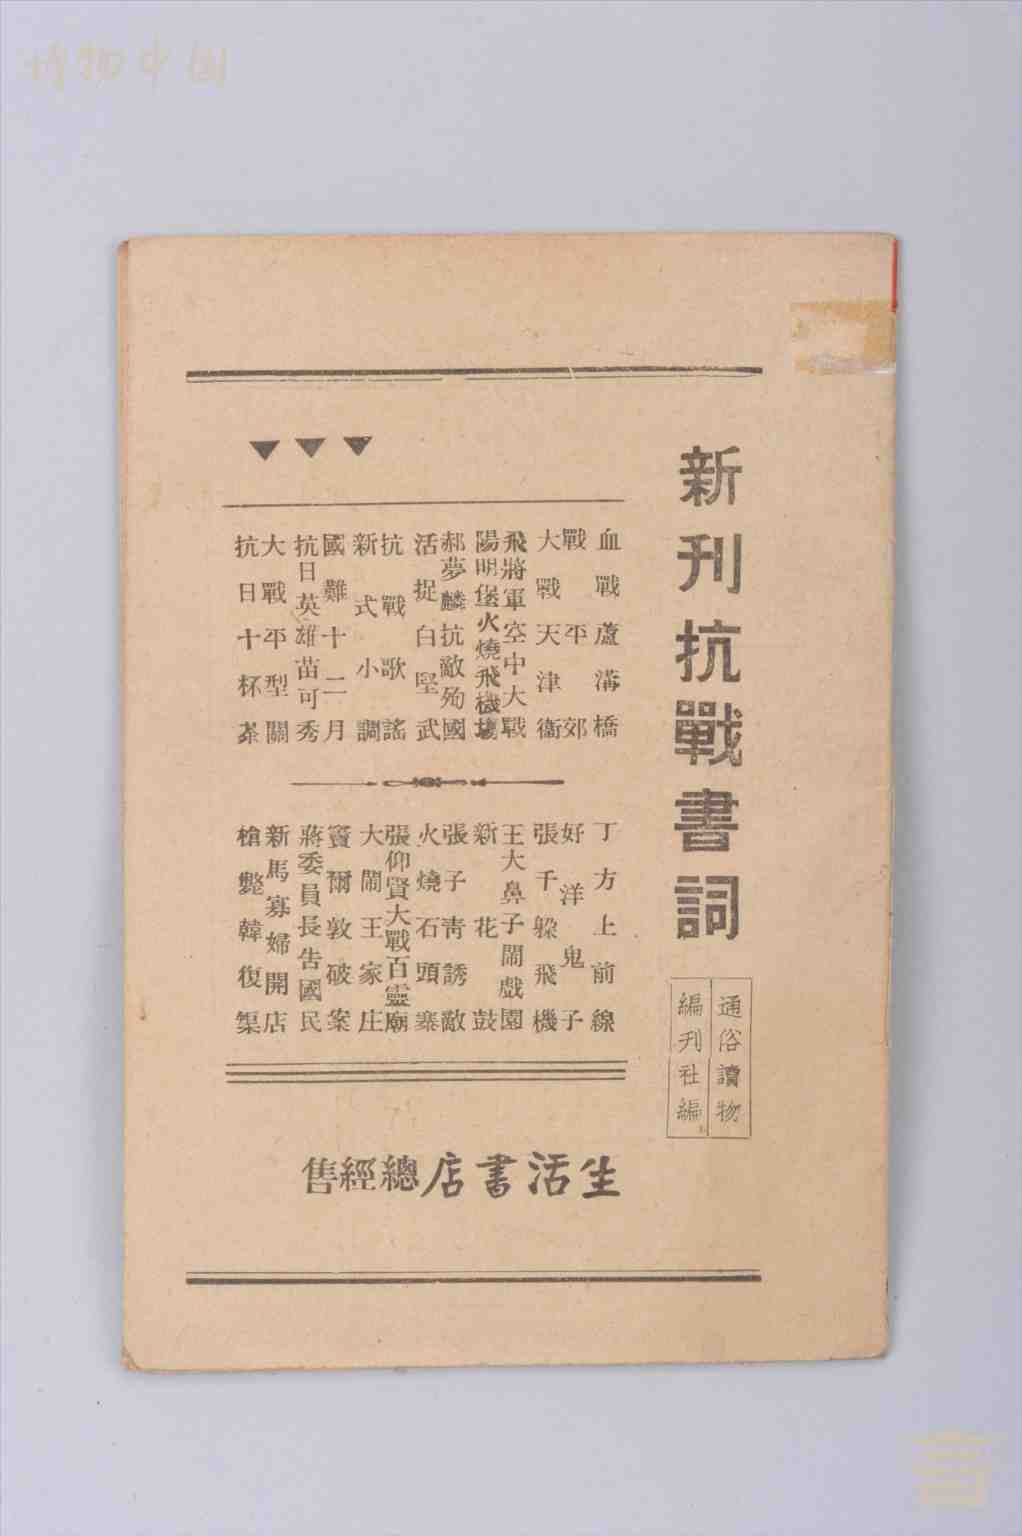 博物中国
新刊抗戰書詞
通俗讀物
編刊社編
血戰蘆溝橋
戰平郊
大戰天津衞
飛將軍空中大戰
陽明堡火燒飛機塲
郝夢麟抗敵殉國
活捉白堅武
抗戰歌謠
新式小調
國難十二月
抗日英雄苗可秀
大戰平型關
抗日十杯茶
丁方上前線
好洋鬼子
張千躲飛機
王大鼻子鬧戲園
新花鼓
張子靑誘敵
火燒石頭寨
張仰賢大戰百靈廟
大鬧王家庄
竇爾敦破案
蔣委員長告國民
新馬寡婦開店
槍斃韓復榘
生活書店總經售